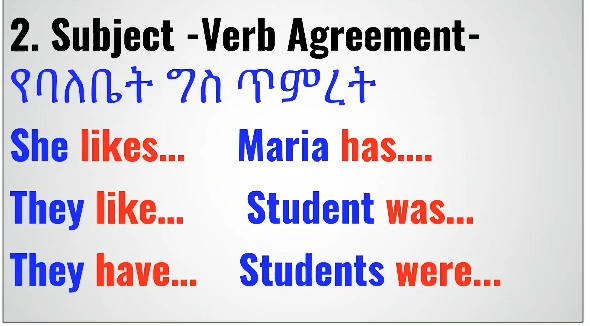 2. Subject -Verb Agreement-
የባለቤት ግስ ጥምረት
She likes... Maria has....
They like... Student was...
They have... Students were...